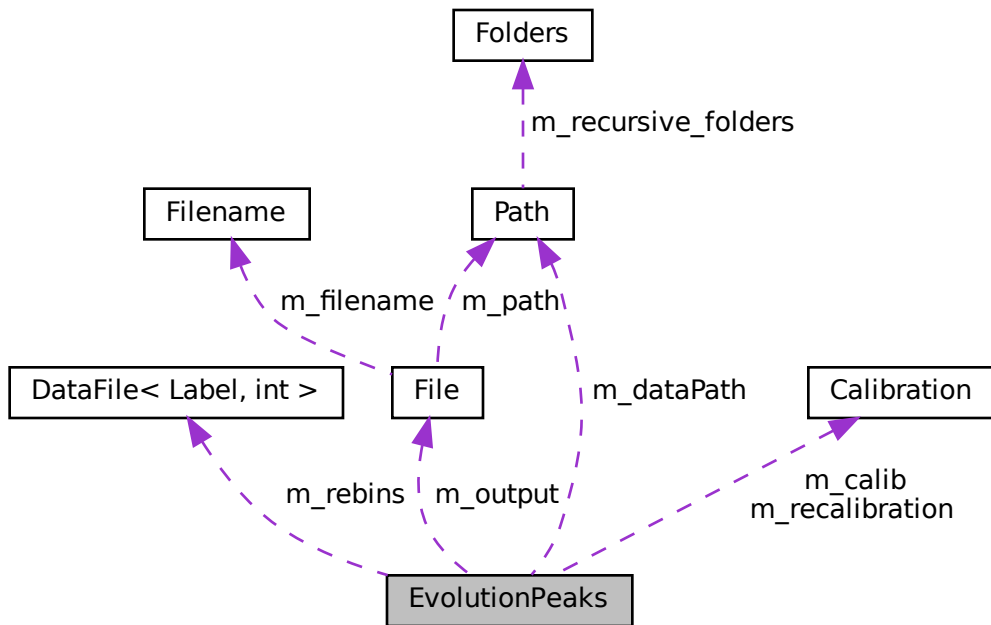 Folders
m_recursive_folders
Filename
Path
m_filename
m_path
DataFile< Label, int >
File
m_dataPath
Calibration
m_rebins
m_output
m_calib
m_recalibration
EvolutionPeaks